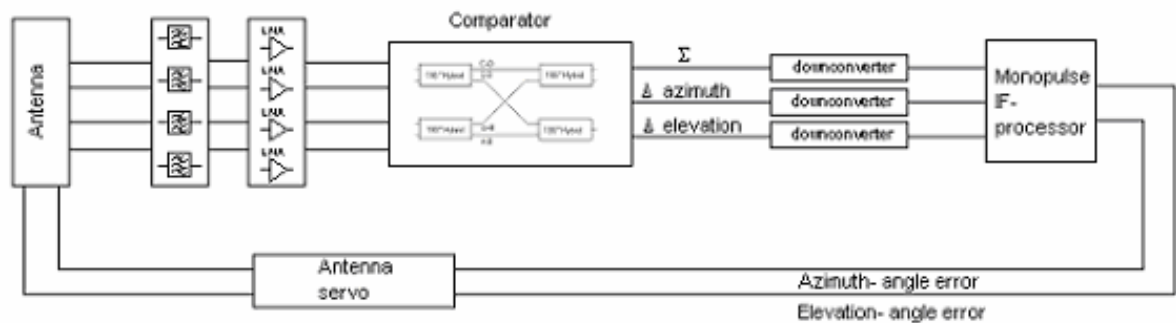 Comparator
LNA
LNA
LNA
LNA
Antenna
Σ
Δ azimuth
Δ elevation
downconverter
downconverter
downconverter
Monopulse
IF-
processor
180°Hybrid
180°Hybrid
180°Hybrid
180°Hybrid
Antenna
servo
Azimuth- angle error
Elevation- angle error